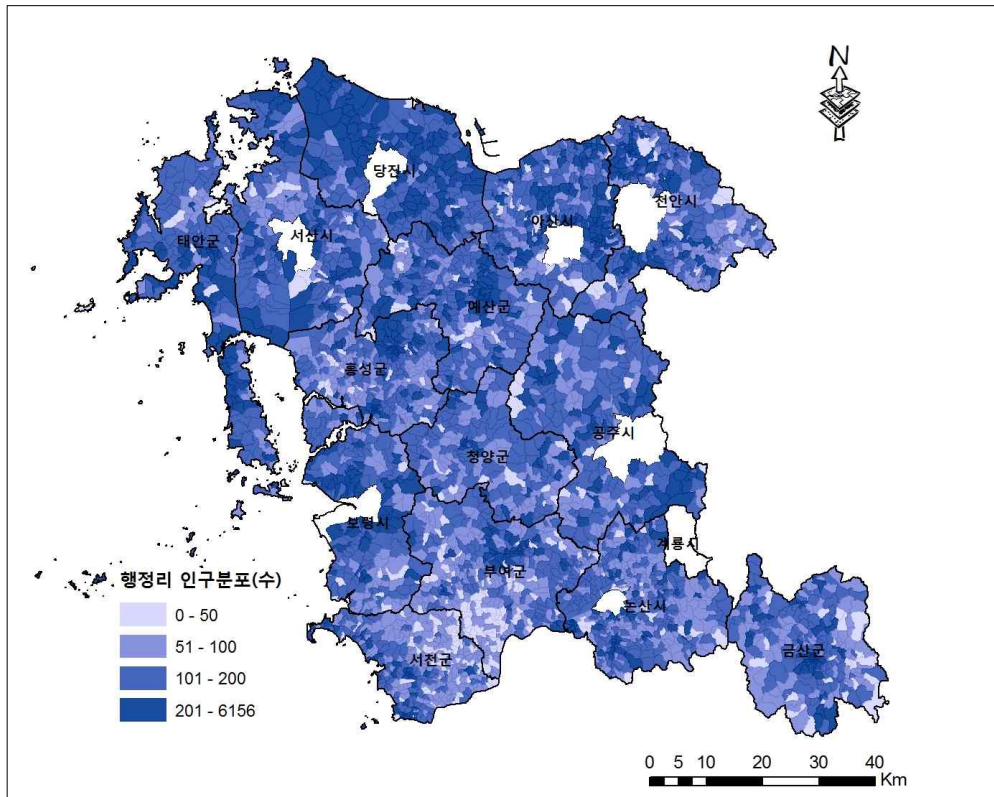 N
당진시
천안시
아산시
서산시
태안군
예산군
홍성군
공주시
청양군
보령시
계룡시
부여군
논산시
금산군
서천군
행정리 인구분포(수)
0 - 50
51 - 100
101 - 200
201 - 6156
0 5 10 20 30 40
Km